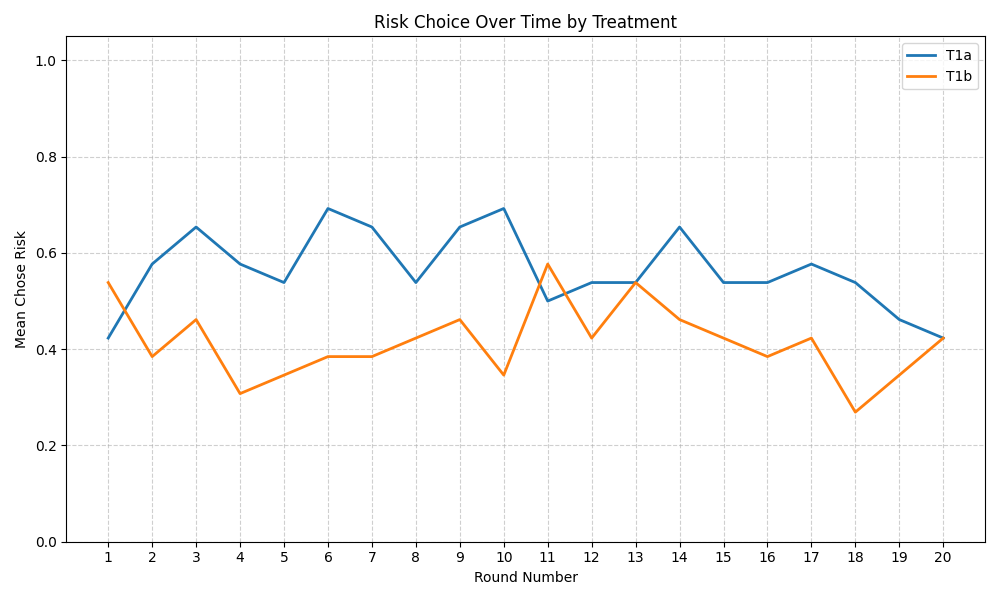 Risk Choice Over Time by Treatment
Mean Chose Risk
1.0
0.8
0.6
0.4
0.2
0.0
T1a
T1b
1 2 3 4 5 6 7 8 9 10 11 12 13 14 15 16 17 18 19 20
Round Number